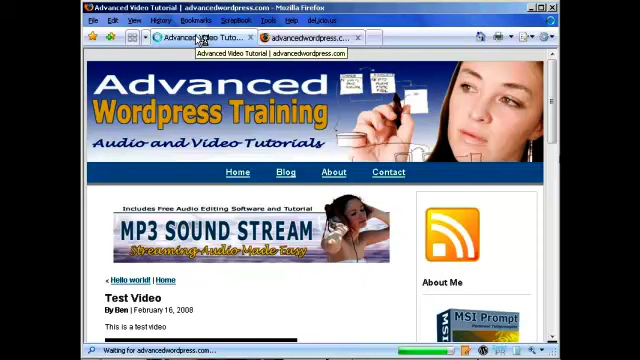 Advanced Video Tutorial | advancedwordpress.com - Mozilla Firefox
File Edit View History Bookmarks ScrapBook Tools del.icio.us Help
Advanced Video Tuto... advancedwordpress.c...
Advanced Video Tutorial | advancedwordpress.com
Advanced
Wordpress Training
Audio and Video Tutorials
Home Blog About Contact
Includes Free Audio Editing Software and Tutorial
MP3 SOUND STREAM
Streaming Audio Made Easy
< Hello world! | Home
About Me
Test Video
By Ben | February 16, 2008
MSI Prompt
This is a test video
Waiting for advancedwordpress.com...